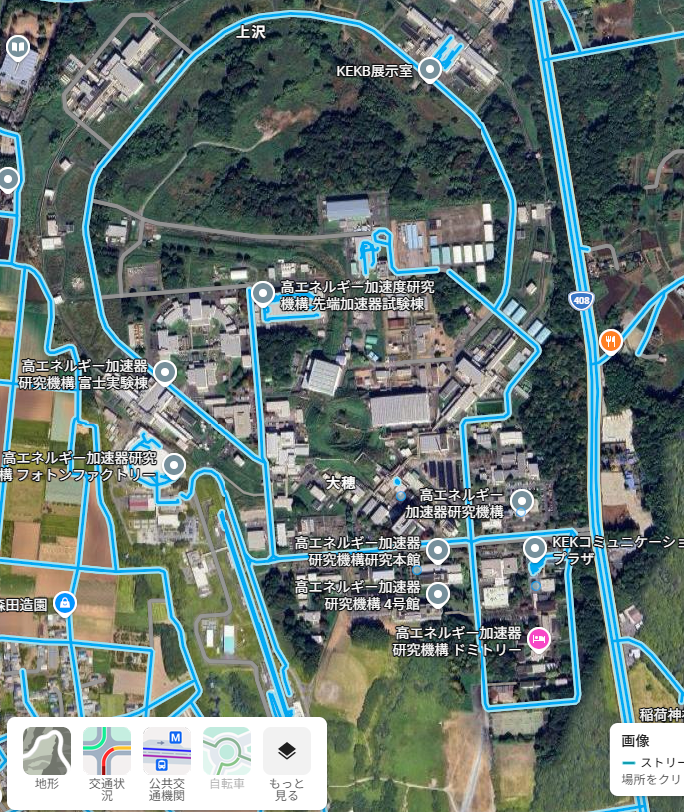 上沢
KEKB展示室
408
高エネルギー加速度研究
機構 先端加速器試験棟
高エネルギー加速器
研究機構 富士実験棟
高エネルギー加速器研究
構 フォトンファクトリー
大穂
高エネルギー
加速器研究機構
高エネルギー加速器
研究機構研究本館
KEKコミュニケーショ
プラザ
高エネルギー加速器
研究機構 4号館
森田造園
高エネルギー加速器
研究機構 ドミトリー
稲荷神
画像
ストリー
場所をクリ
M
地形
交通状
況
公共交
通機関
自転車
もっと
見る